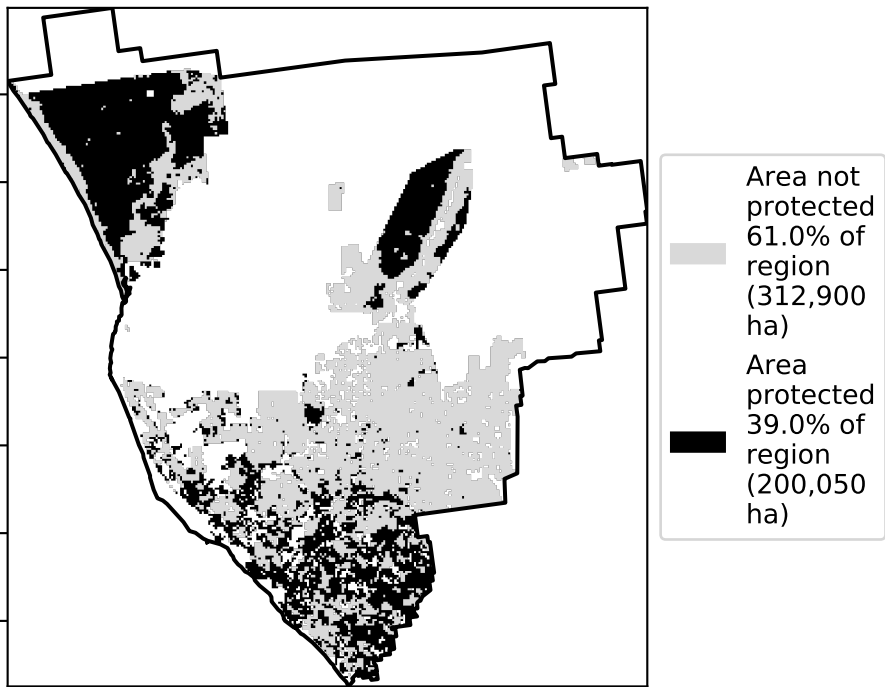 Area not
protected
61.0% of
region
(312,900
ha)
Area
protected
39.0% of
region
(200,050
ha)